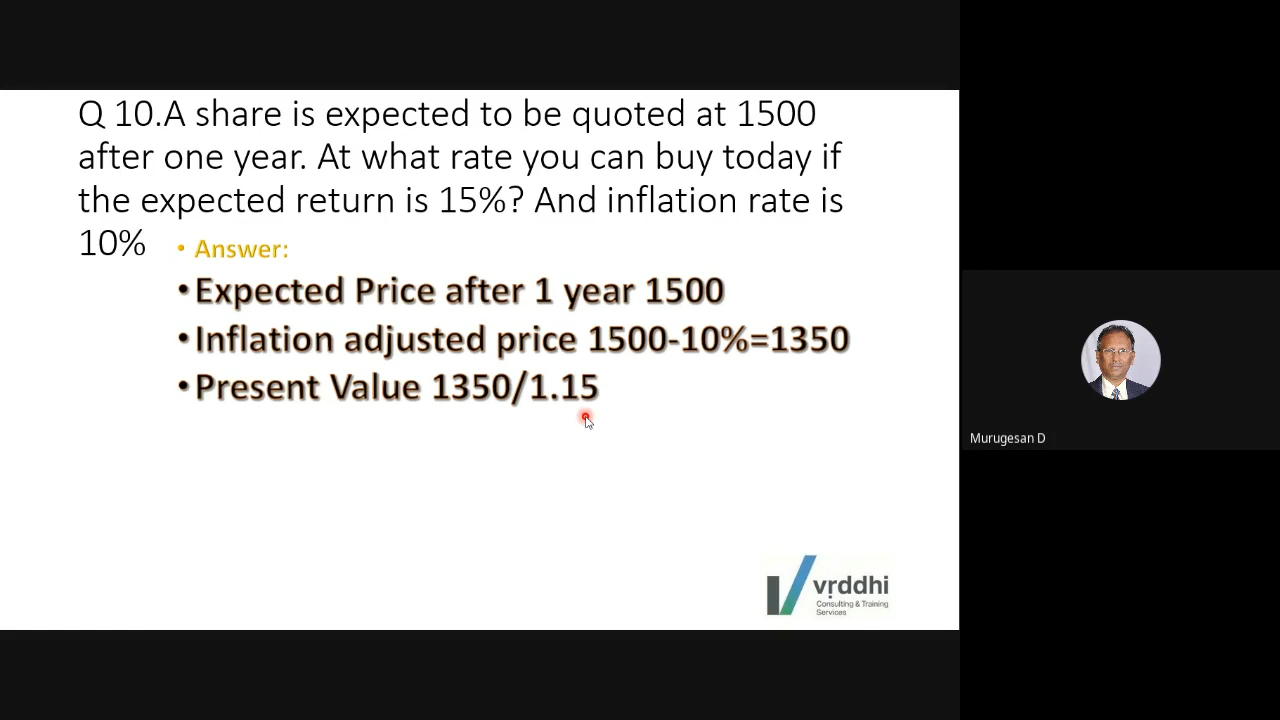 Q 10.A share is expected to be quoted at 1500
after one year. At what rate you can buy today if
the expected return is 15%? And inflation rate is
10%
• Answer:
•Expected Price after 1 year 1500
•Inflation adjusted price 1500-10%=1350
•Present Value 1350/1.15
Murugesan D
vṛddhi
Consulting & Training
Services